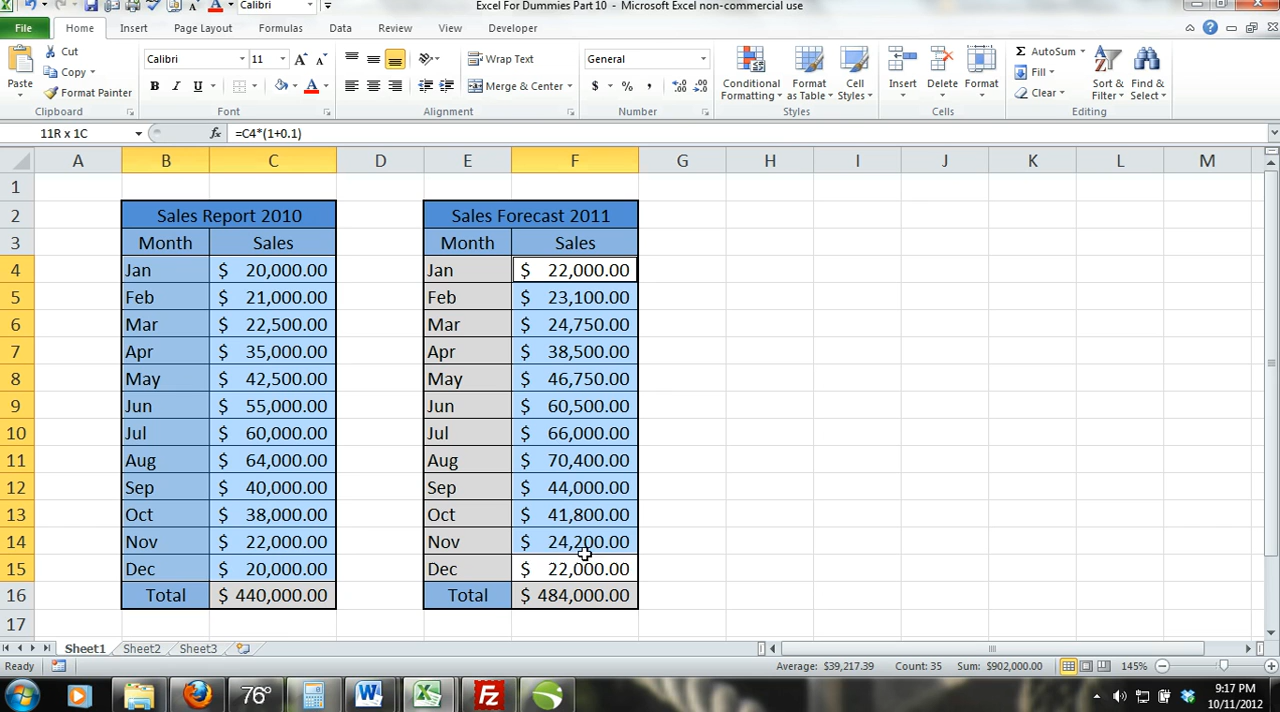 Excel For Dummies Part 10 - Microsoft Excel non-commercial use
Calibri
File Home Insert Page Layout Formulas Data Review View Developer
Paste Cut Copy Format Painter Clipboard
Calibri 11 B I U A Font
Wrap Text Merge & Center Alignment
General $ % , Number
Conditional Formatting Format as Table Cell Styles Styles
Insert Delete Format Cells
Σ AutoSum Fill Clear Sort & Filter Find & Select Editing
11R x 1C fx =C4*(1+0.1)
A B C D E F G H I J K L M
1
2 Sales Report 2010 Sales Forecast 2011
3 Month Sales Month Sales
4 Jan $ 20,000.00 Jan $ 22,000.00
5 Feb $ 21,000.00 Feb $ 23,100.00
6 Mar $ 22,500.00 Mar $ 24,750.00
7 Apr $ 35,000.00 Apr $ 38,500.00
8 May $ 42,500.00 May $ 46,750.00
9 Jun $ 55,000.00 Jun $ 60,500.00
10 Jul $ 60,000.00 Jul $ 66,000.00
11 Aug $ 64,000.00 Aug $ 70,400.00
12 Sep $ 40,000.00 Sep $ 44,000.00
13 Oct $ 38,000.00 Oct $ 41,800.00
14 Nov $ 22,000.00 Nov $ 24,200.00
15 Dec $ 20,000.00 Dec $ 22,000.00
16 Total $ 440,000.00 Total $ 484,000.00
17
Sheet1 Sheet2 Sheet3
Ready Average: $39,217.39 Count: 35 Sum: $902,000.00 145%
76° W X Fz 9:17 PM
10/11/2012